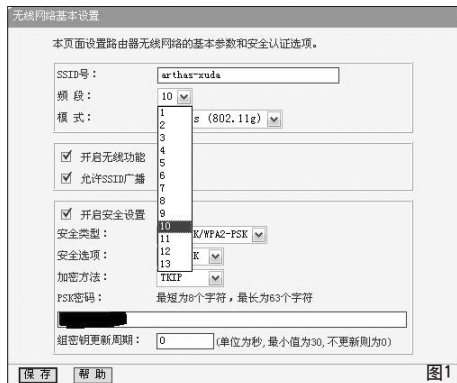 无线网络基本设置
本页面设置路由器无线网络的基本参数和安全认证选项。
SSID号： arthas-xuda
频 段： 10
模 式： s (802.11g)
1
2
3
4
5
6
7
8
9
10
11
12
13
开启无线功能
允许SSID广播
开启安全设置
安全类型： K/WPA2-PSK
安全选项： K
加密方法： TKIP
PSK密码： 最短为8个字符，最长为63个字符
组密钥更新周期： 0 (单位为秒,最小值为30,不更新则为0)
保 存 帮 助
图1